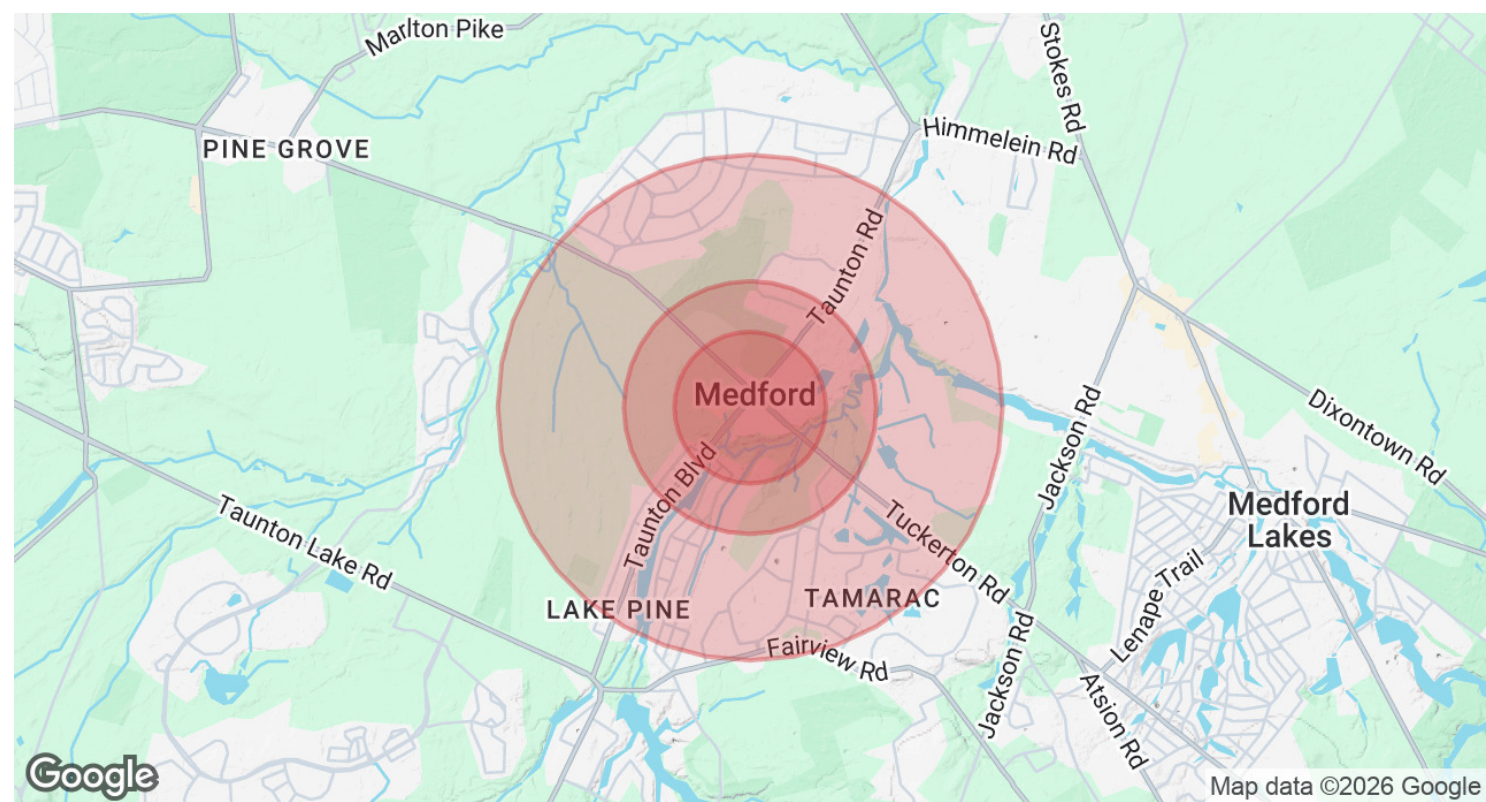 Marlton Pike
Stokes Rd
Himmelein Rd
PINE GROVE
Taunton Rd
Medford
Jackson Rd
Dixontown Rd
Taunton Blvd
Taunton Lake Rd
Tuckerton Rd
Medford
Lakes
Lenape Trail
LAKE PINE
TAMARAC
Fairview Rd
Jackson Rd
Atsion Rd
Google
Map data ©2026 Google